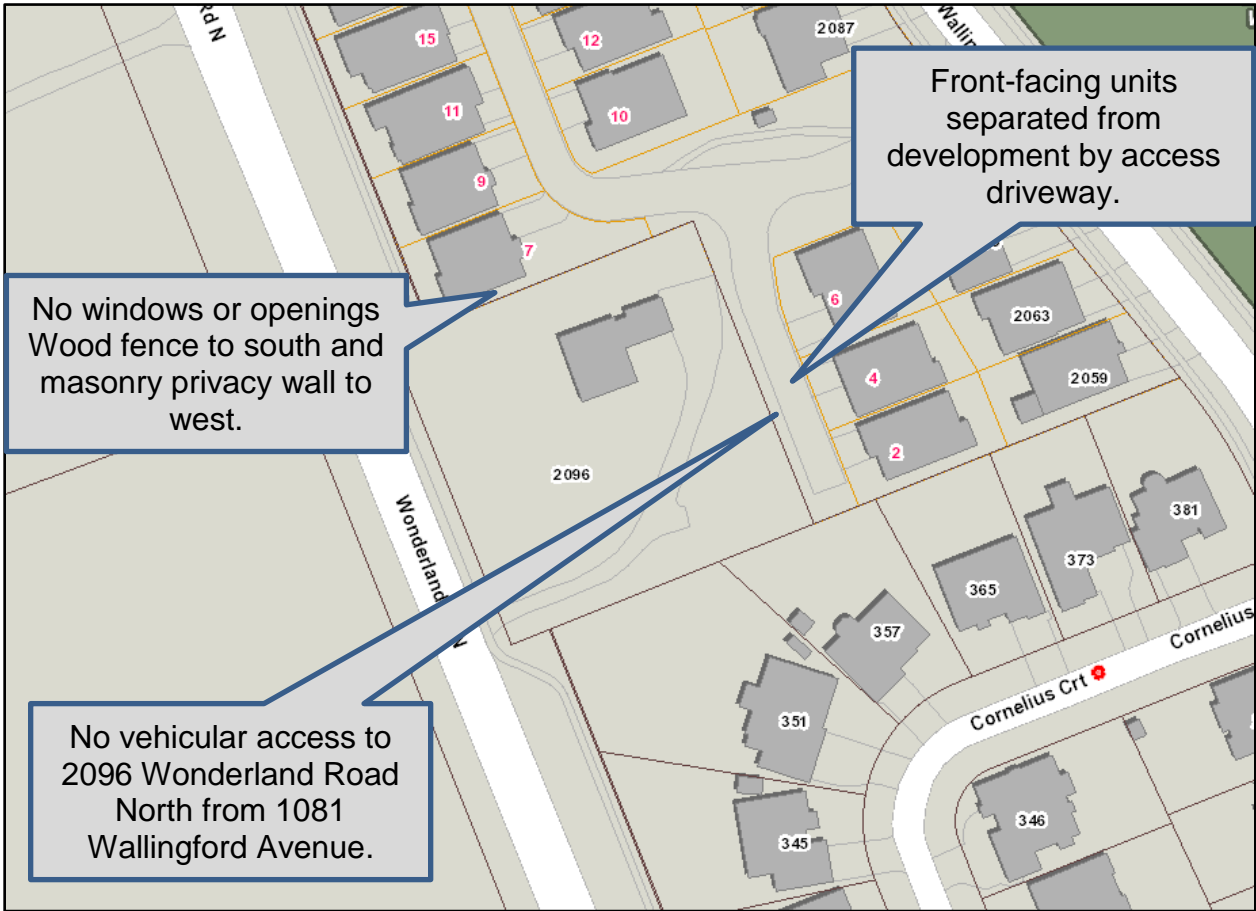 Rd N
15
12
2087
Wallin
11
10
9
7
Front-facing units
separated from
development by access
driveway.
No windows or openings
Wood fence to south and
masonry privacy wall to
west.
6
2063
4
2059
2
2096
Wonderland
N
381
373
365
357
Cornelius
Cornelius Crt
351
346
345
No vehicular access to
2096 Wonderland Road
North from 1081
Wallingford Avenue.